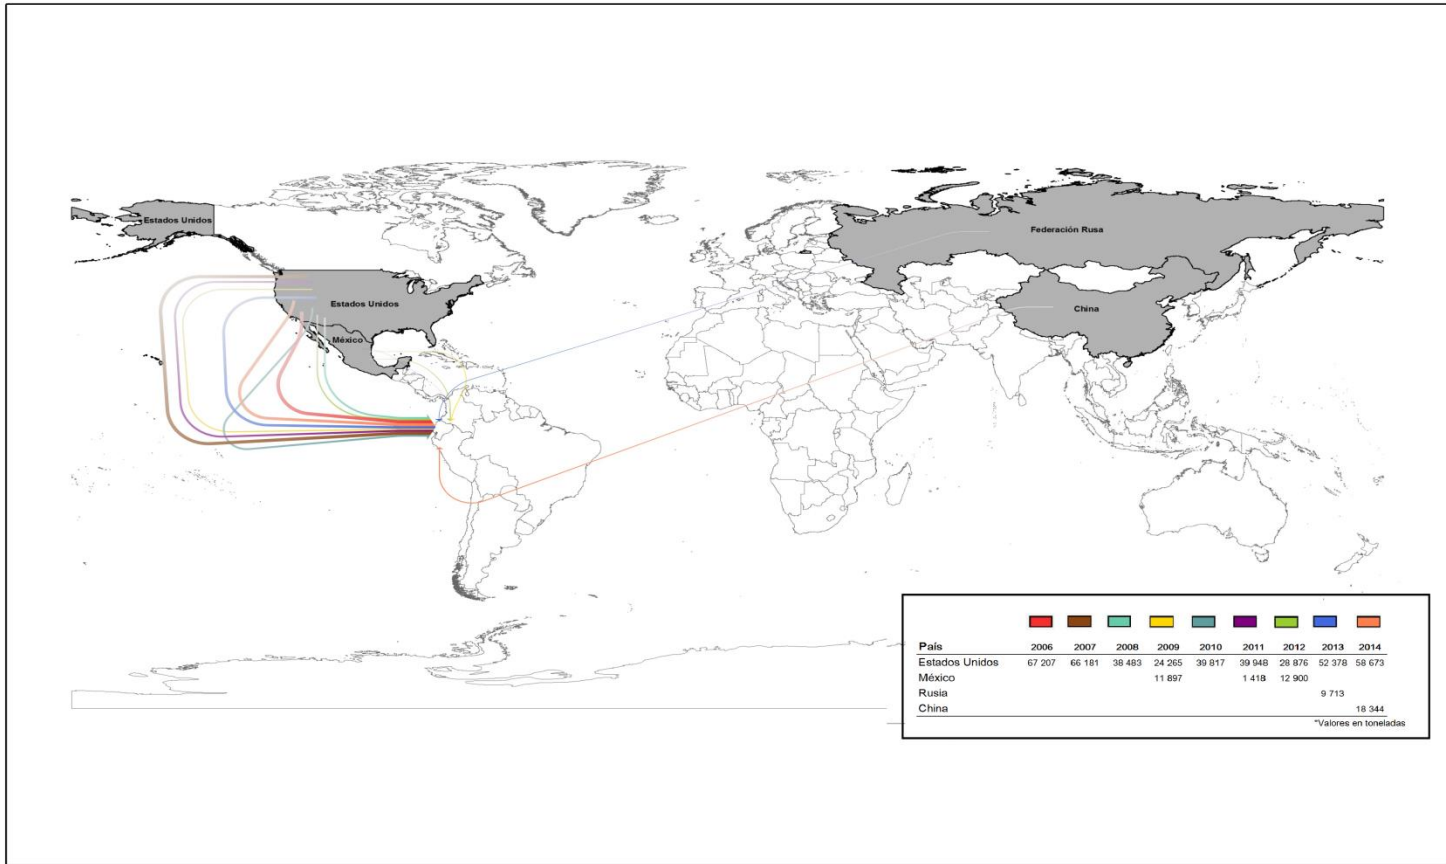 Estados Unidos
Federación Rusa
Estados Unidos
China
México
País 2006 2007 2008 2009 2010 2011 2012 2013 2014
Estados Unidos 67 207 66 181 38 483 24 265 39 817 39 948 28 876 52 378 58 673
México 11 897 1 418 12 900
Rusia 9 713
China 18 344
*Valores en toneladas